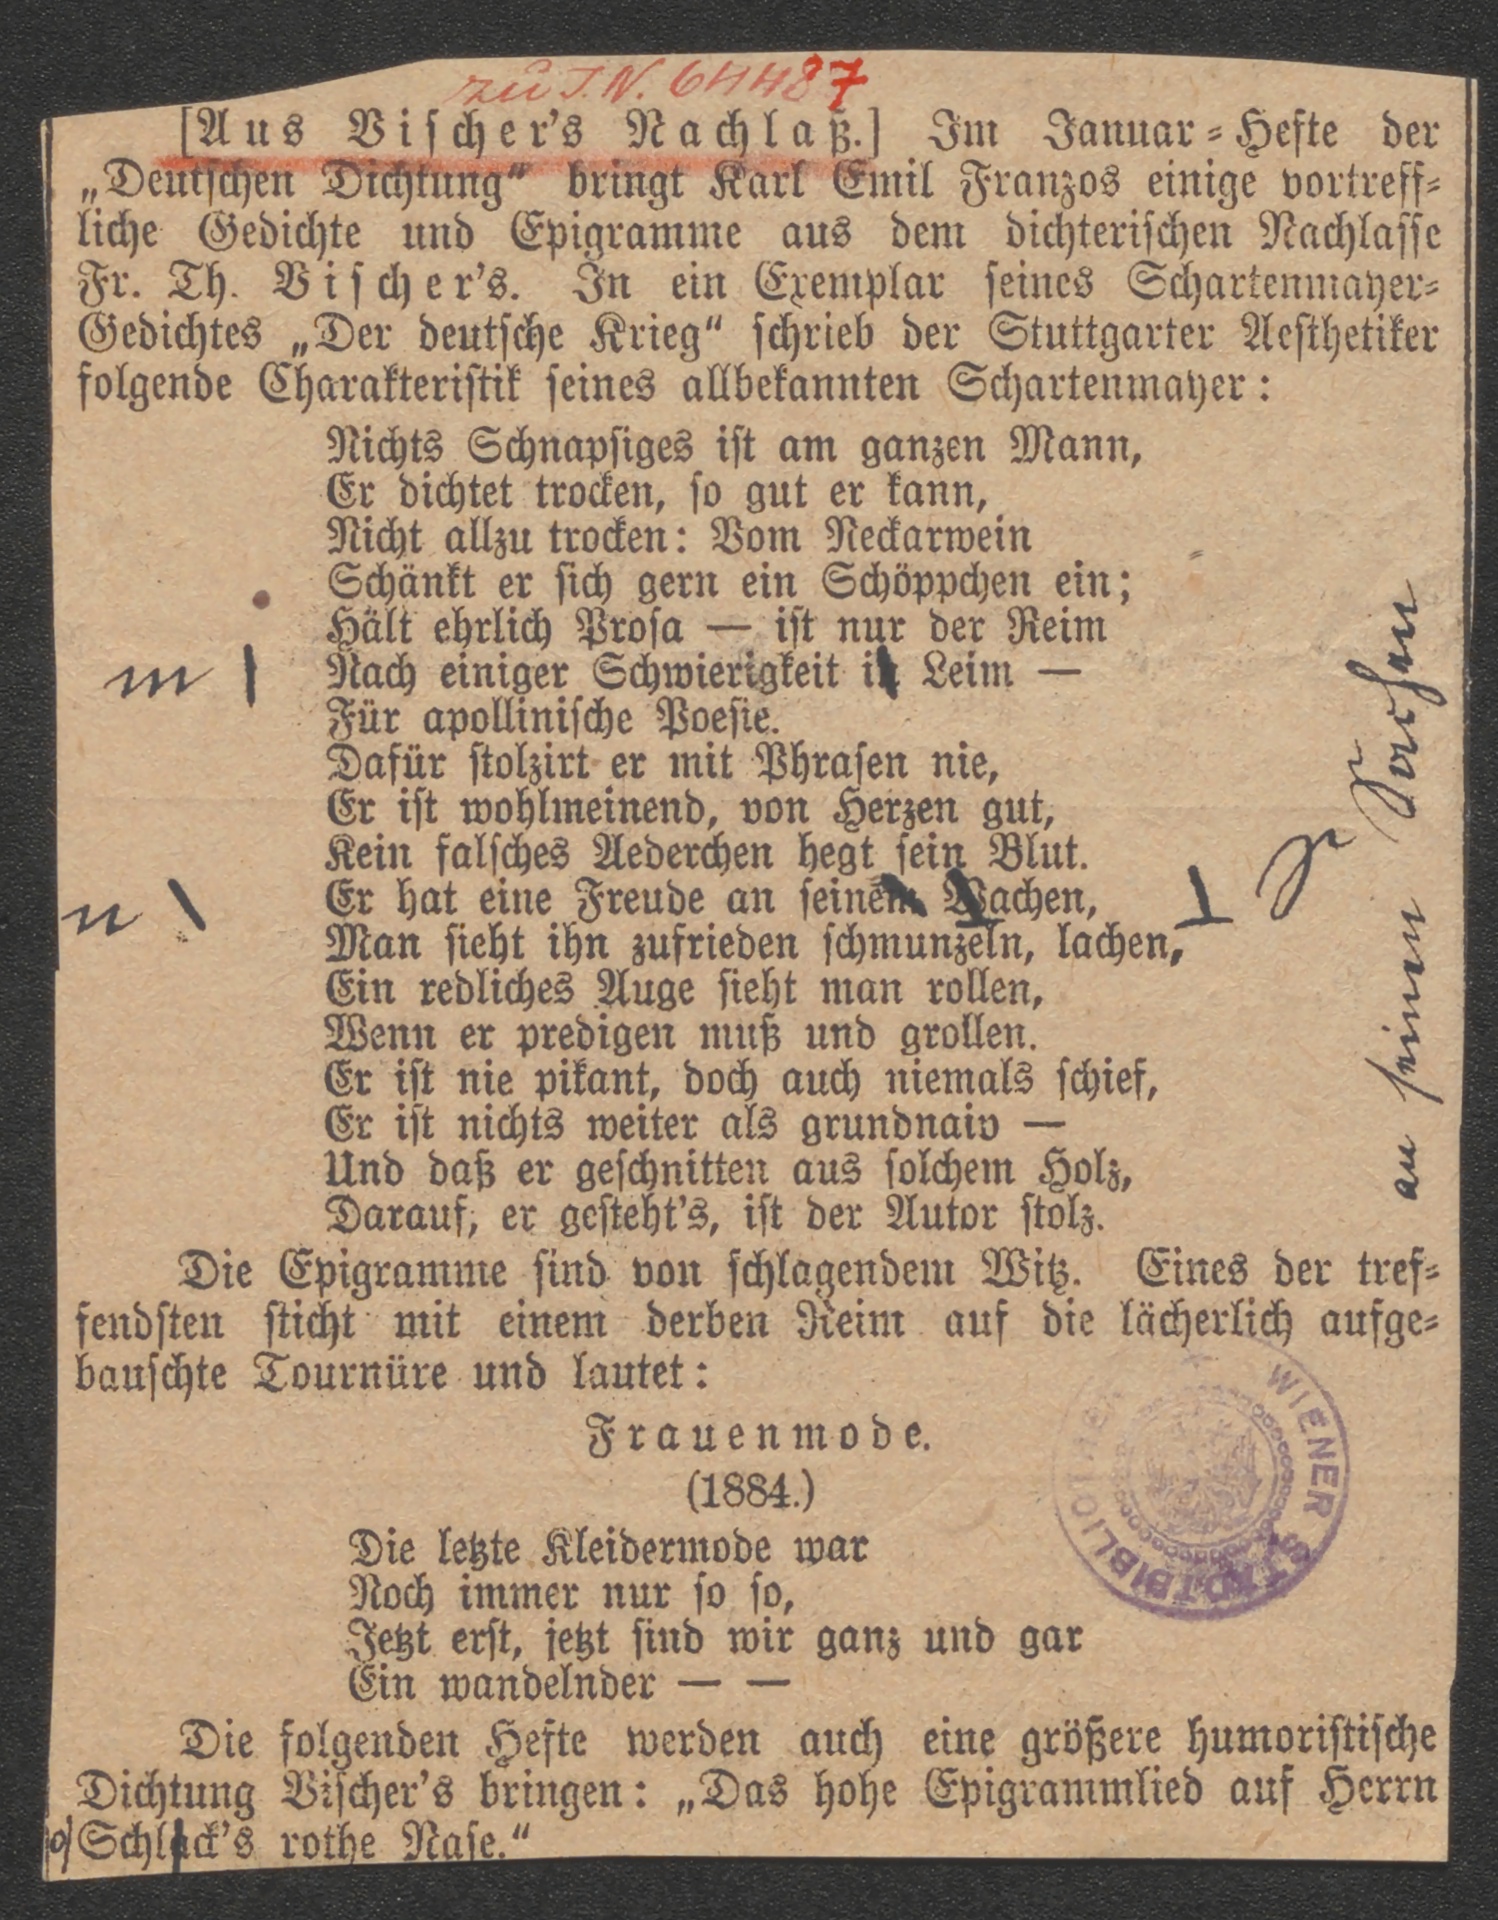 zu I.N. 64487
[Aus Vischer's Nachlaß.] Im Januar-Hefte der
„Deutschen Dichtung“ bringt Karl Emil Franzos einige vortreff-
liche Gedichte und Epigramme aus dem dichterischen Nachlasse
Fr. Th. Vischer's. In ein Exemplar seines Schartenmayer-
Gedichtes „Der deutsche Krieg“ schrieb der Stuttgarter Aesthetiker
folgende Charakteristik seines allbekannten Schartenmayer:
Nichts Schnapsiges ist am ganzen Mann,
Er dichtet trocken, so gut er kann,
Nicht allzu trocken: Vom Neckarwein
Schänkt er sich gern ein Schöppchen ein;
Hält ehrlich Prosa — ist nur der Reim
m | Nach einiger Schwierigkeit in Leim —
Für apollinische Poesie.
Dafür stolzirt er mit Phrasen nie,
Er ist wohlmeinend, von Herzen gut,
Kein falsches Aederchen hegt sein Blut.
n \ Er hat eine Freude an seinem Wachen,
Man sieht ihn zufrieden schmunzeln, lachen,
Ein redliches Auge sieht man rollen,
Wenn er predigen muß und grollen.
Er ist nie pikant, doch auch niemals schief,
Er ist nichts weiter als grundnaiv —
Und daß er geschnitten aus solchem Holz,
Darauf, er gesteht's, ist der Autor stolz.
an seinen
Die Epigramme sind von schlagendem Witz. Eines der tref-
fendsten sticht mit einem derben Reim auf die lächerlich aufge-
bauschte Tournüre und lautet:
Frauenmode.
(1884.)
Die letzte Kleidermode war
Noch immer nur so so,
Jetzt erst, jetzt sind wir ganz und gar
Ein wandelnder — —
WIENER STADTBIBLIOTHEK
Die folgenden Hefte werden auch eine größere humoristische
Dichtung Vischer's bringen: „Das hohe Epigrammlied auf Herrn
o| Schlack's rothe Nase.“